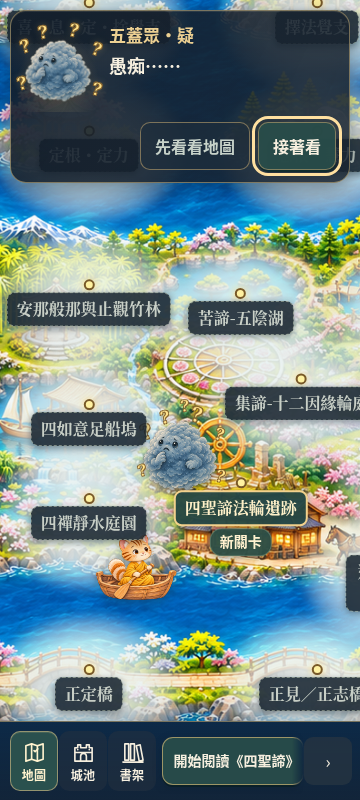 擇法覺支
五蓋眾・疑
愚痴⋯⋯
定根・定力
先看看地圖
接著看
安那般那與止觀竹林
苦諦-五陰湖
集諦-十二因緣輪
四如意足船塢
四聖諦法輪遺跡
四禪靜水庭園
新關卡
正定橋
正見／正志橋
地圖
城池
書架
開始閱讀《四聖諦》
›